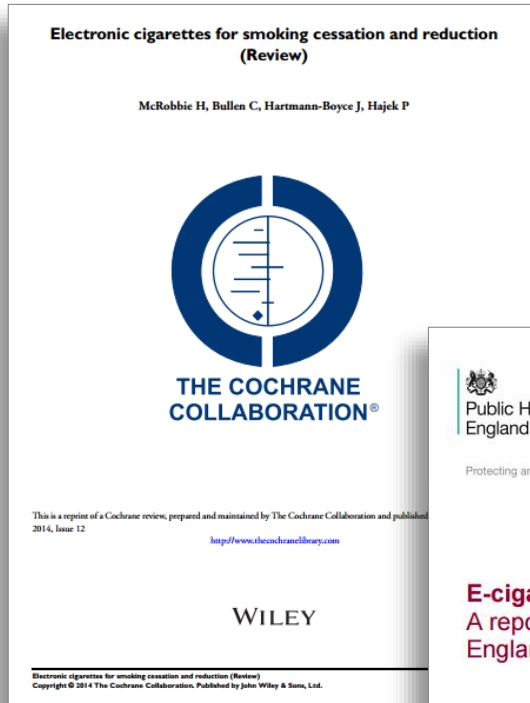 Electronic cigarettes for smoking cessation and reduction
(Review)
McRobbie H, Bullen C, Hartmann-Boyce J, Hajek P
THE COCHRANE
COLLABORATION®
This is a reprint of a Cochrane review, prepared and maintained by The Cochrane Collaboration and published
2014, Issue 12
http://www.thecochranelibrary.com
WILEY
Electronic cigarettes for smoking cessation and reduction (Review)
Copyright © 2014 The Cochrane Collaboration. Published by John Wiley & Sons, Ltd.
Public H
England
Protecting a
E-ciga
A repo
Engla